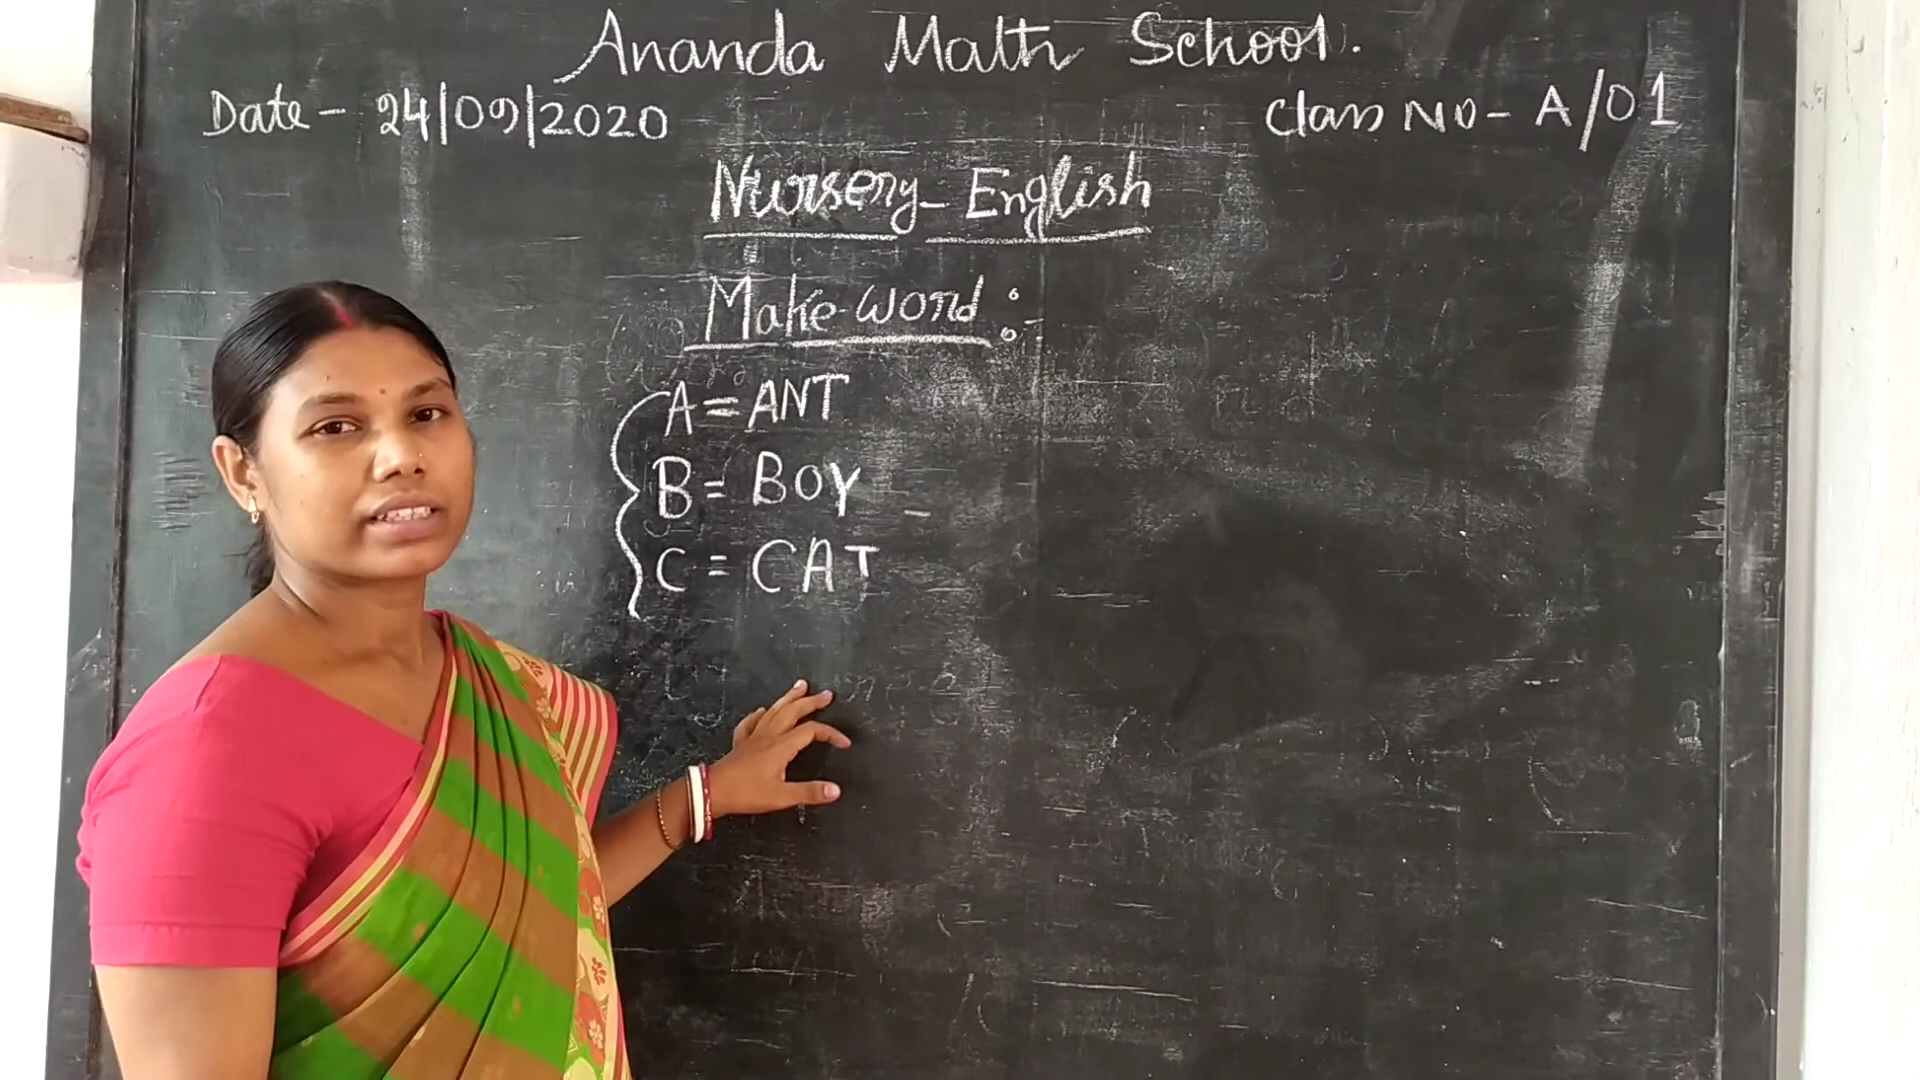 Ananda Math School.
Date - 24/09/2020
Class NO - A/01
Nursery - English
Make word :-
A = ANT
B = BOY
C = CAT